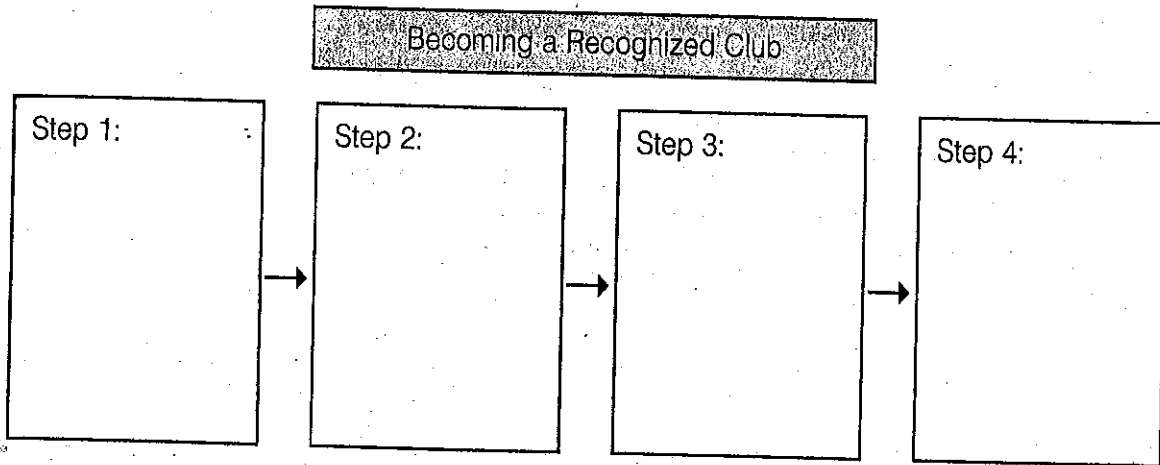 Becoming a Recognized Club
Step 1:
Step 2:
Step 3:
Step 4: